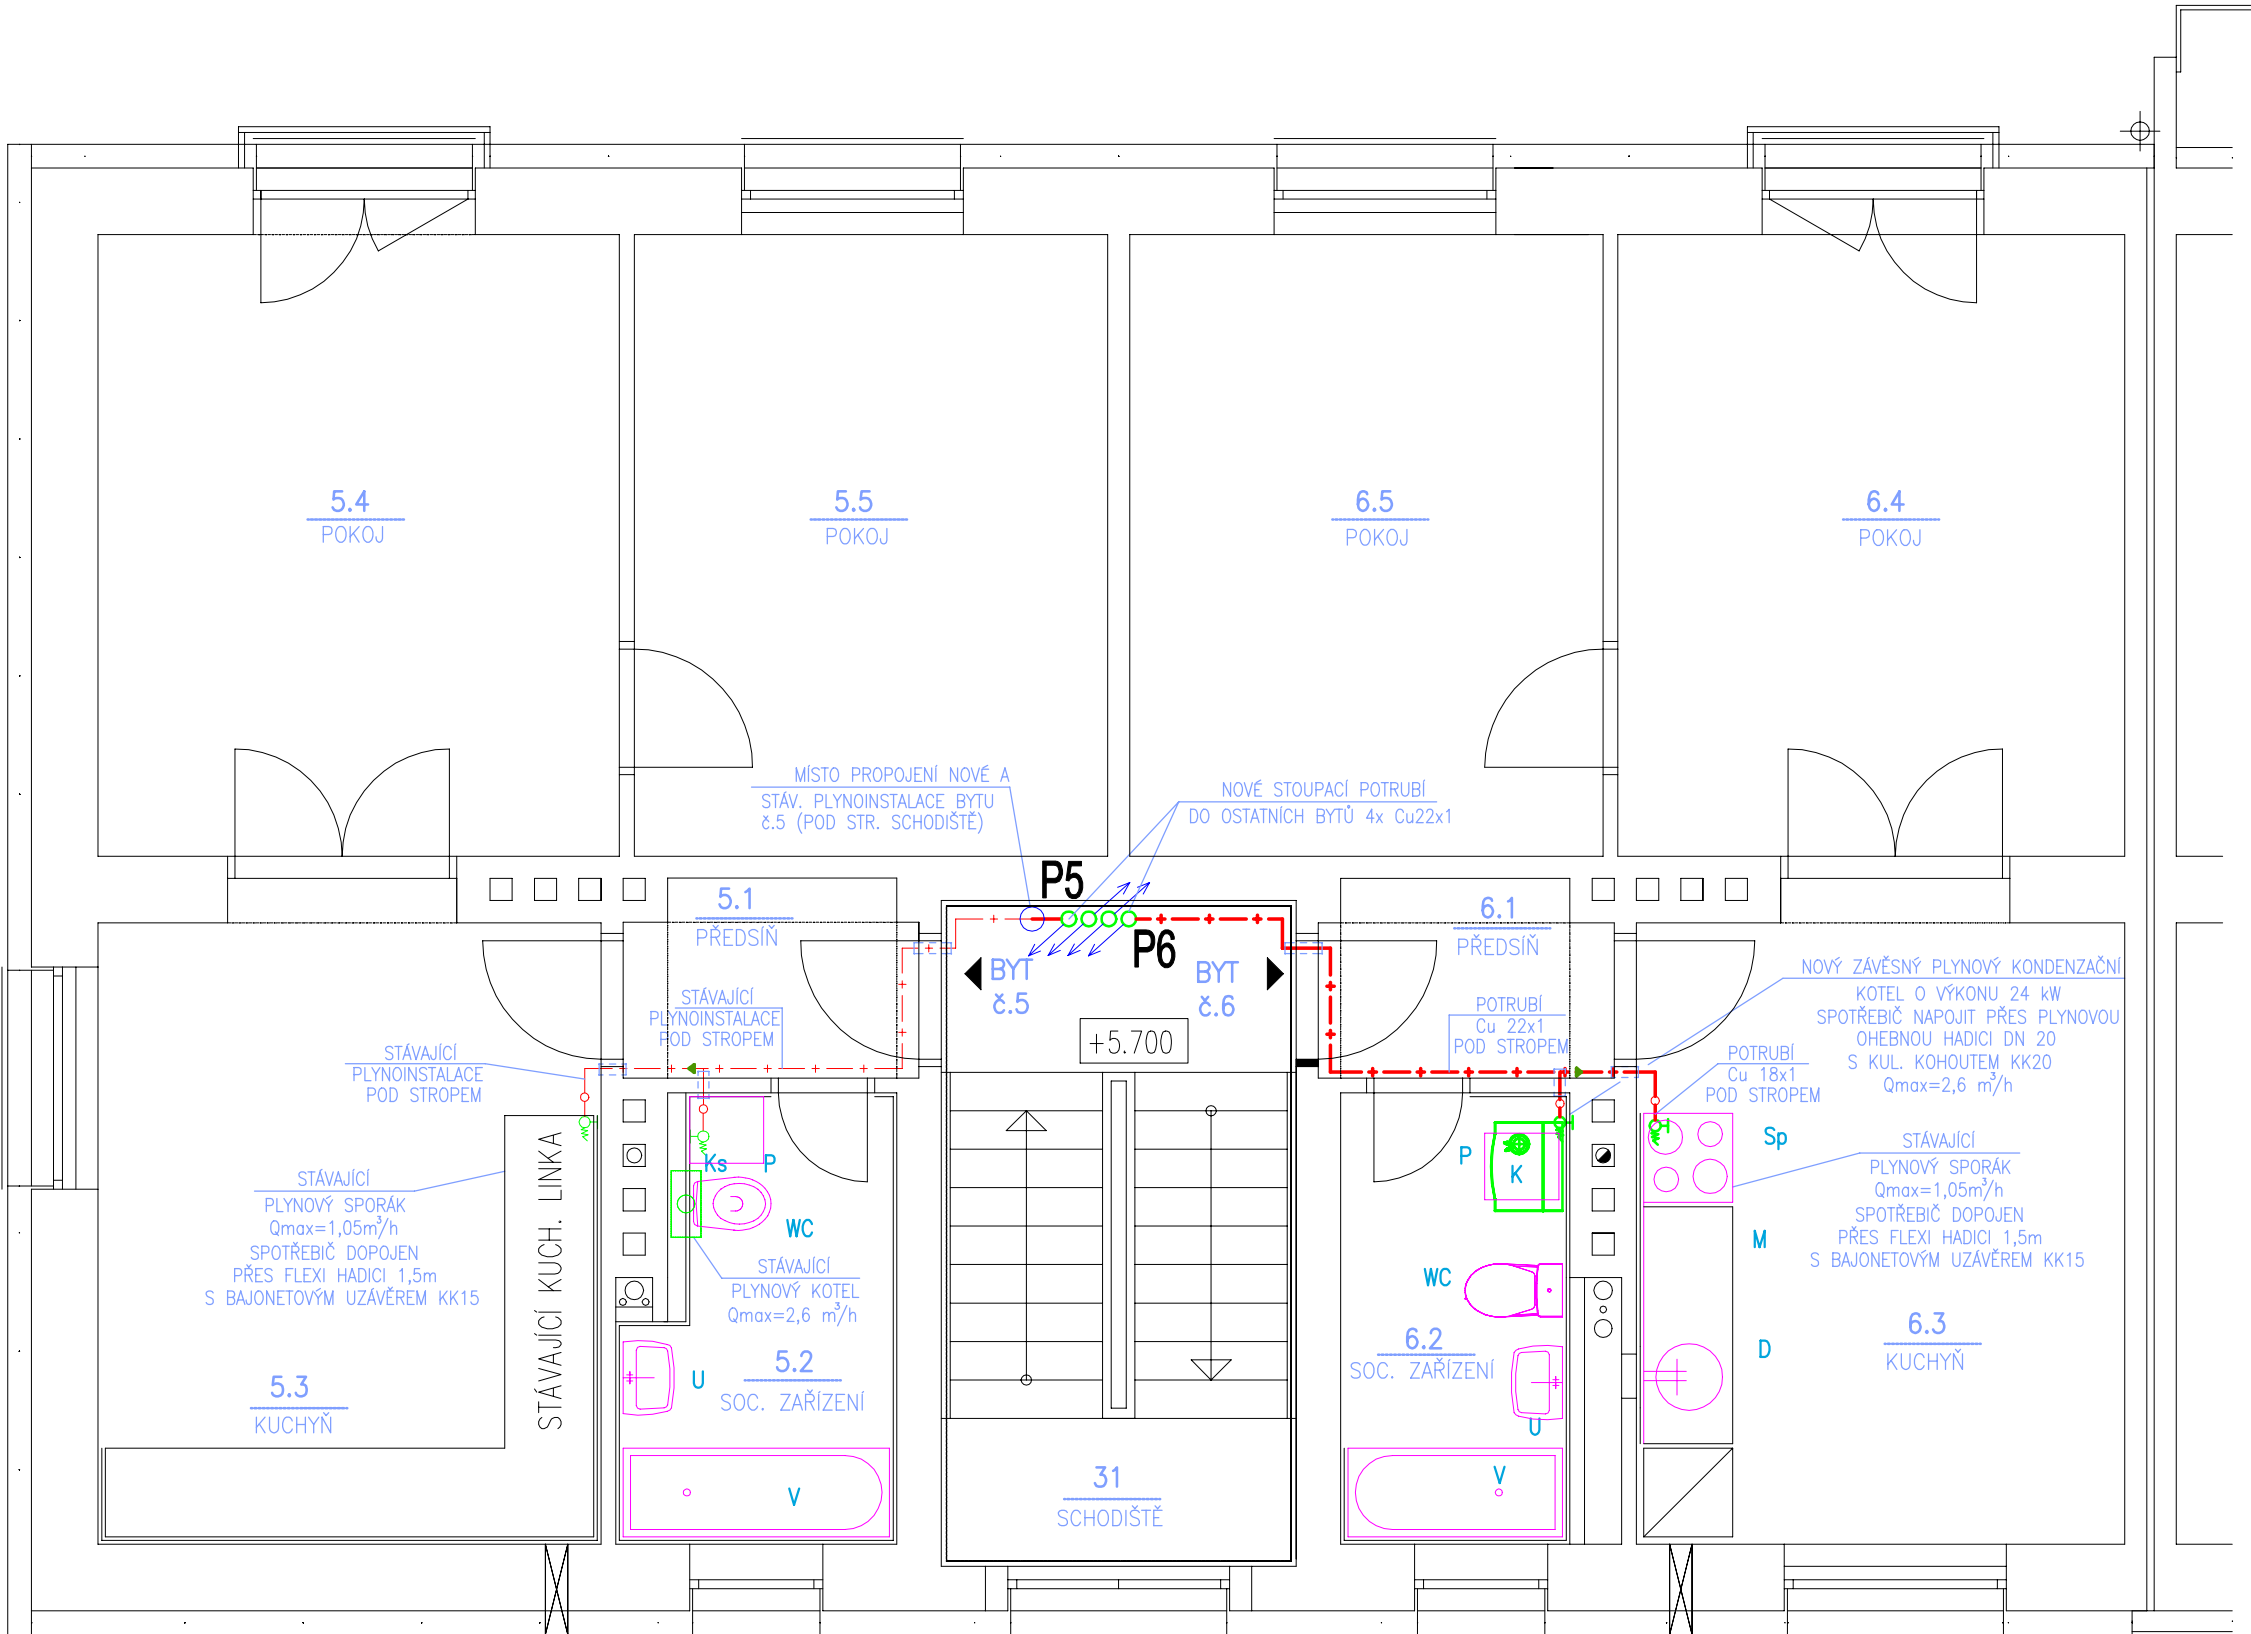 5.4
POKOJ
5.5
POKOJ
6.5
POKOJ
6.4
POKOJ
MÍSTO PROPOJENÍ NOVÉ A
STÁV. PLYNOINSTALACE BYTU
č.5 (POD STR. SCHODIŠTĚ)
NOVÉ STOUPACÍ POTRUBÍ
DO OSTATNÍCH BYTŮ 4x Cu22x1
P5
P6
5.1
PŘEDSÍŇ
6.1
PŘEDSÍŇ
BYT
č.5
BYT
č.6
+5.700
STÁVAJÍCÍ
PLYNOINSTALACE
POD STROPEM
STÁVAJÍCÍ
PLYNOINSTALACE
POD STROPEM
POTRUBÍ
Cu 22x1
POD STROPEM
NOVÝ ZÁVĚSNÝ PLYNOVÝ KONDENZAČNÍ
KOTEL O VÝKONU 24 kW
SPOTŘEBIČ NAPOJIT PŘES PLYNOVOU
OHEBNOU HADICI DN 20
S KUL. KOHOUTEM KK20
Qmax=2,6 m³/h
POTRUBÍ
Cu 18x1
POD STROPEM
STÁVAJÍCÍ
PLYNOVÝ SPORÁK
Qmax=1,05m³/h
SPOTŘEBIČ DOPOJEN
PŘES FLEXI HADICI 1,5m
S BAJONETOVÝM UZÁVĚREM KK15
STÁVAJÍCÍ KUCH. LINKA
Ks
P
WC
STÁVAJÍCÍ
PLYNOVÝ KOTEL
Qmax=2,6 m³/h
U
5.2
SOC. ZAŘÍZENÍ
V
5.3
KUCHYŇ
31
SCHODIŠTĚ
P
K
WC
6.2
SOC. ZAŘÍZENÍ
U
V
Sp
M
D
STÁVAJÍCÍ
PLYNOVÝ SPORÁK
Qmax=1,05m³/h
SPOTŘEBIČ DOPOJEN
PŘES FLEXI HADICI 1,5m
S BAJONETOVÝM UZÁVĚREM KK15
6.3
KUCHYŇ